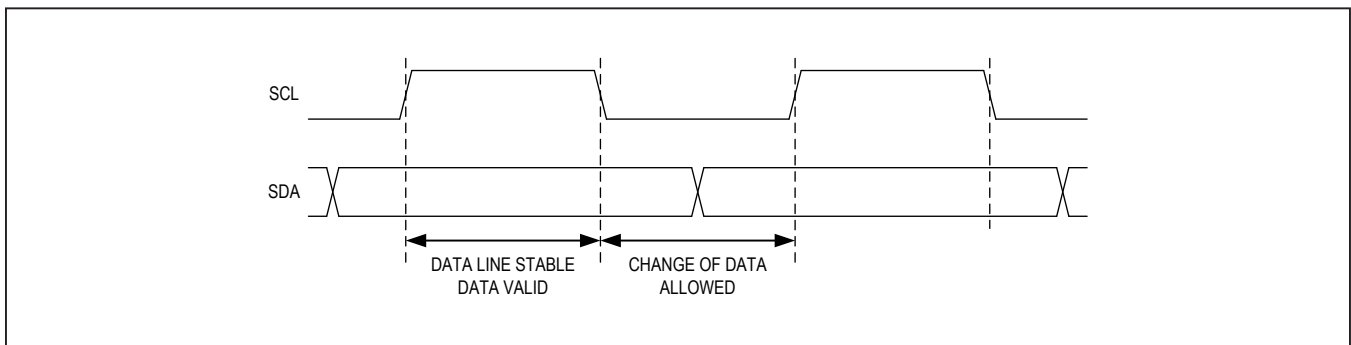 SCL
SDA
DATA LINE STABLE
DATA VALID
CHANGE OF DATA
ALLOWED